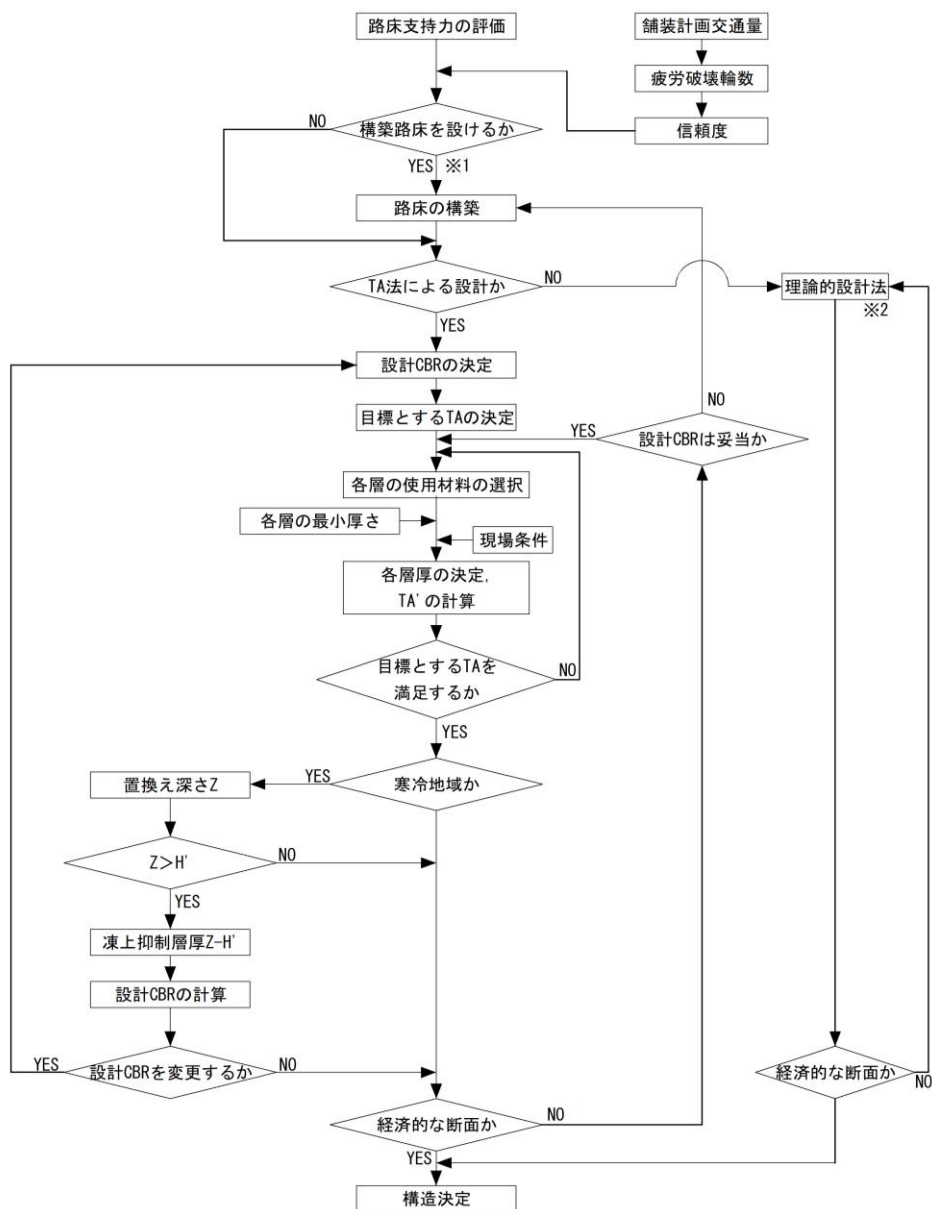 路床支持力の評価
舗装計画交通量
疲労破壊輪数
信頼度
構築路床を設けるか
NO
YES ※1
路床の構築
TA法による設計か
NO
YES
理論的設計法
※2
設計CBRの決定
目標とするTAの決定
YES
設計CBRは妥当か
NO
各層の使用材料の選択
各層の最小厚さ
現場条件
各層厚の決定,
TA'の計算
目標とするTAを
満足するか
NO
YES
寒冷地域か
YES
置換え深さZ
Z＞H'
NO
YES
凍上抑制層厚Z-H'
設計CBRの計算
設計CBRを変更するか
YES
NO
経済的な断面か
NO
経済的な断面か
NO
YES
構造決定